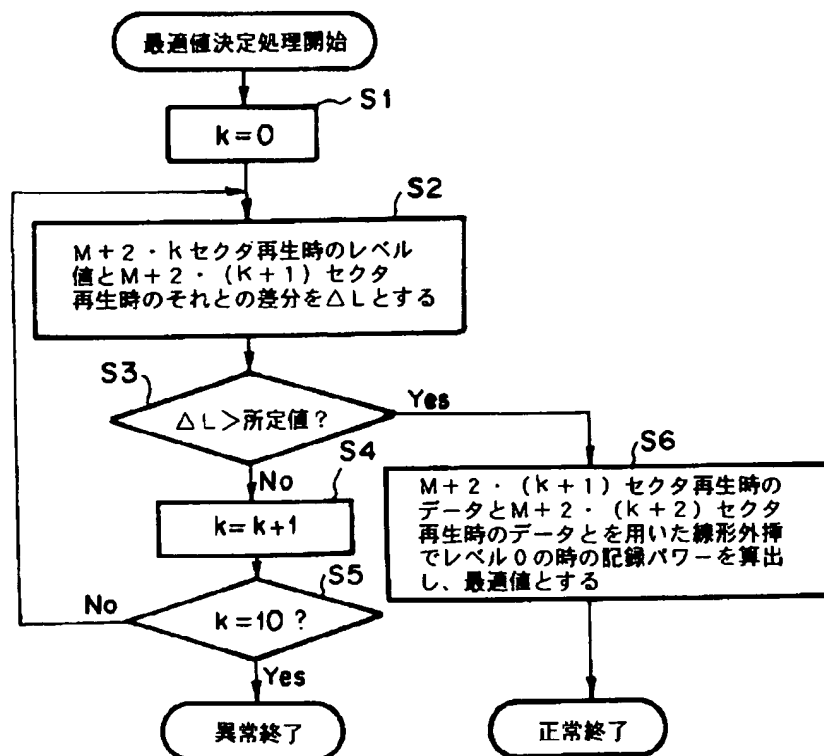 最適値決定処理開始
S1
k=0
S2
M+2・kセクダ再生時のレベル
値とM+2・(K+1)セクタ
再生時のそれとの差分を△Lとする
S3
△L>所定値?
Yes
No
S4
k=k+1
S5
k=10?
No
Yes
異常終了
S6
M+2・(k+1)セクタ再生時の
データとM+2・(k+2)セクタ
再生時のデータとを用いた線形外挿
でレベル0の時の記録パワーを算出
し、最適値とする
正常終了